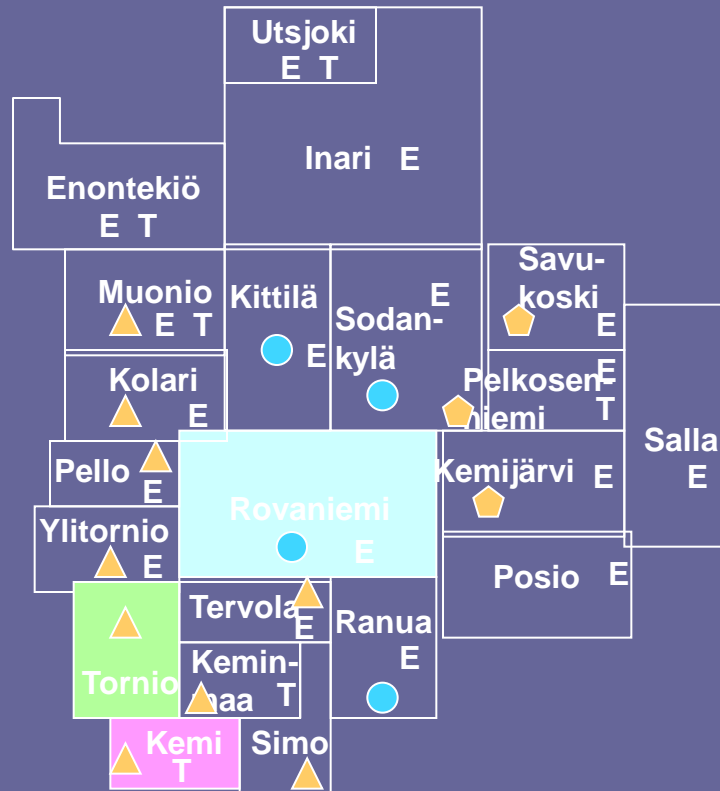 Utsjoki
E T
Inari E
Enontekiö
E T
Muonio
E T
Kittilä
E
E
Sodan-
kylä
Savu-
koski
E
Kolari
E
E
Pelkosen-
niemi
T
Salla
E
Pello
E
Kemijärvi E
Rovaniemi
E
Ylitornio
E
Posio E
Tervola
E
Ranua
E
Tornio
Kemin-
maa T
Kemi
T
Simo